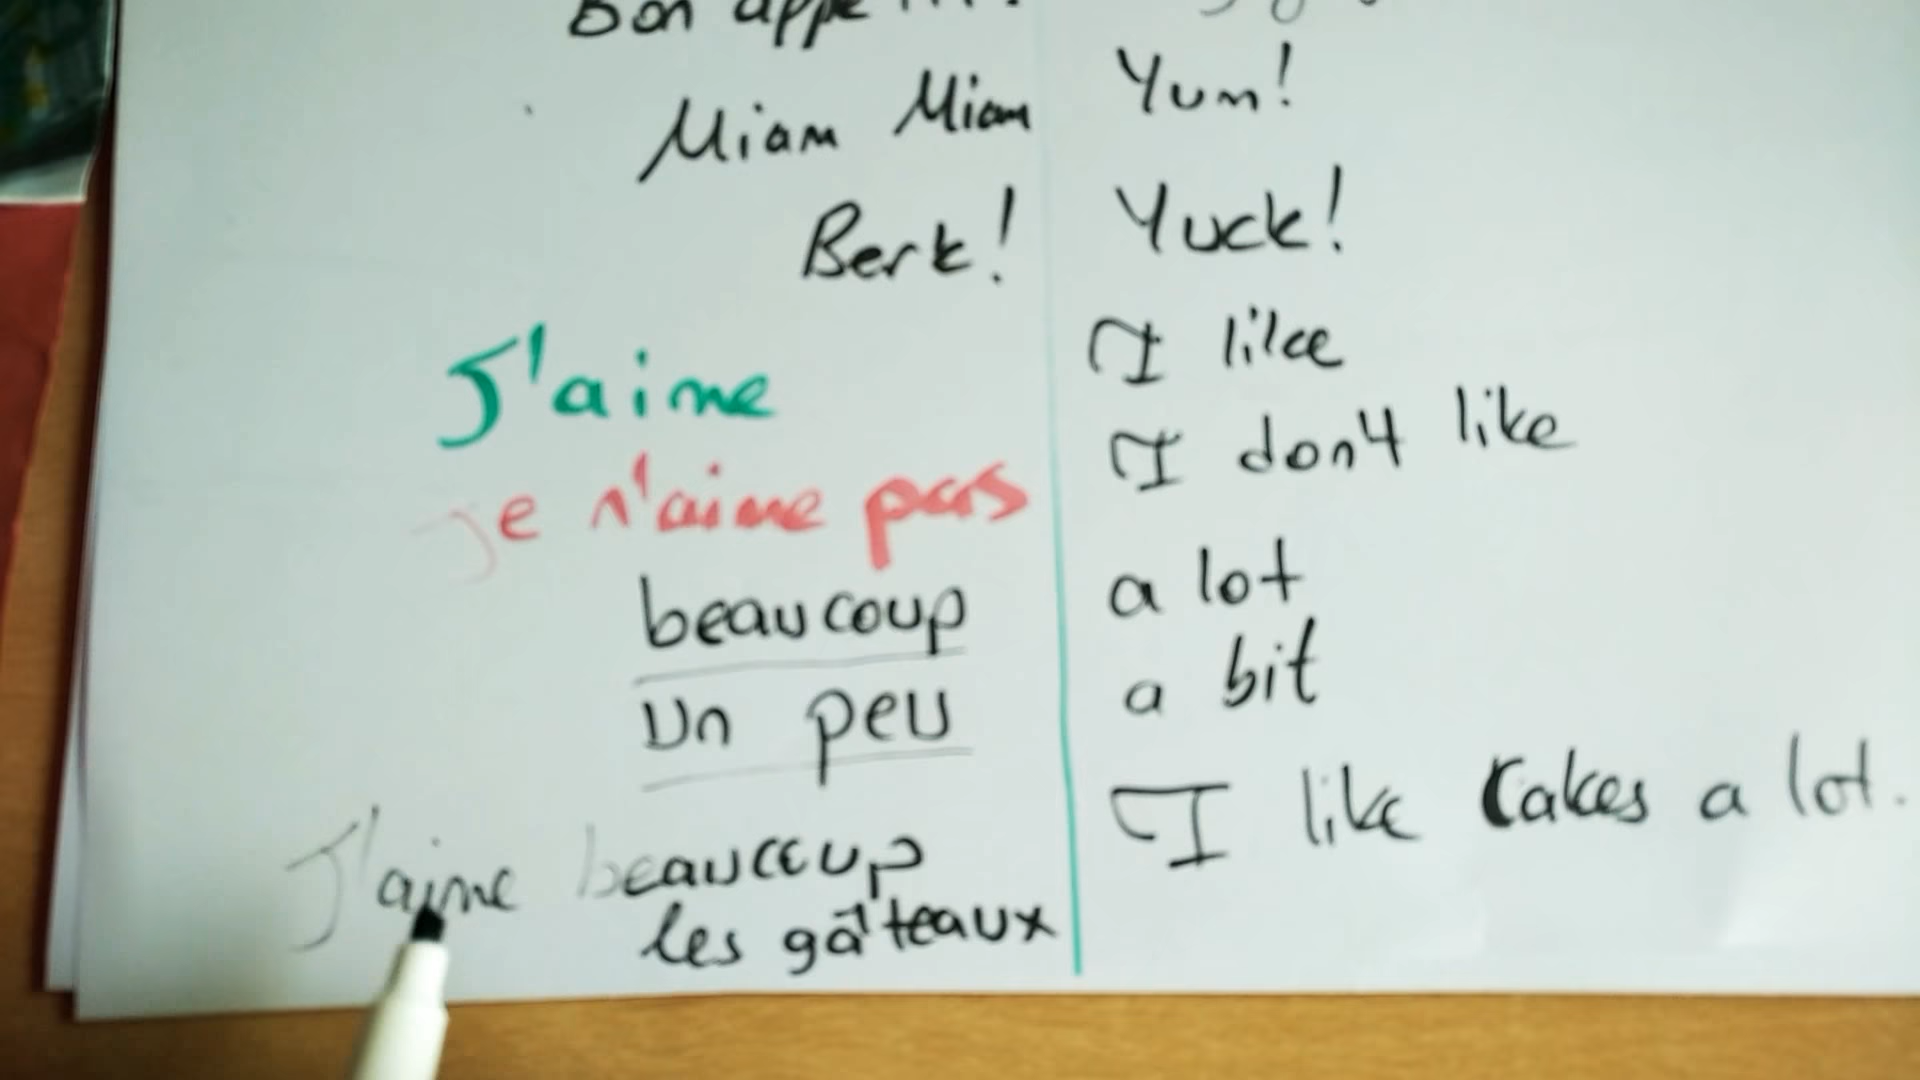 Miam Miam Yum!
Berk! Yuck!
J'aime I like
je n'aime pas I don't like
beaucoup a lot
un peu a bit
J'aime beaucoup I like cakes a lot.
les gâteaux